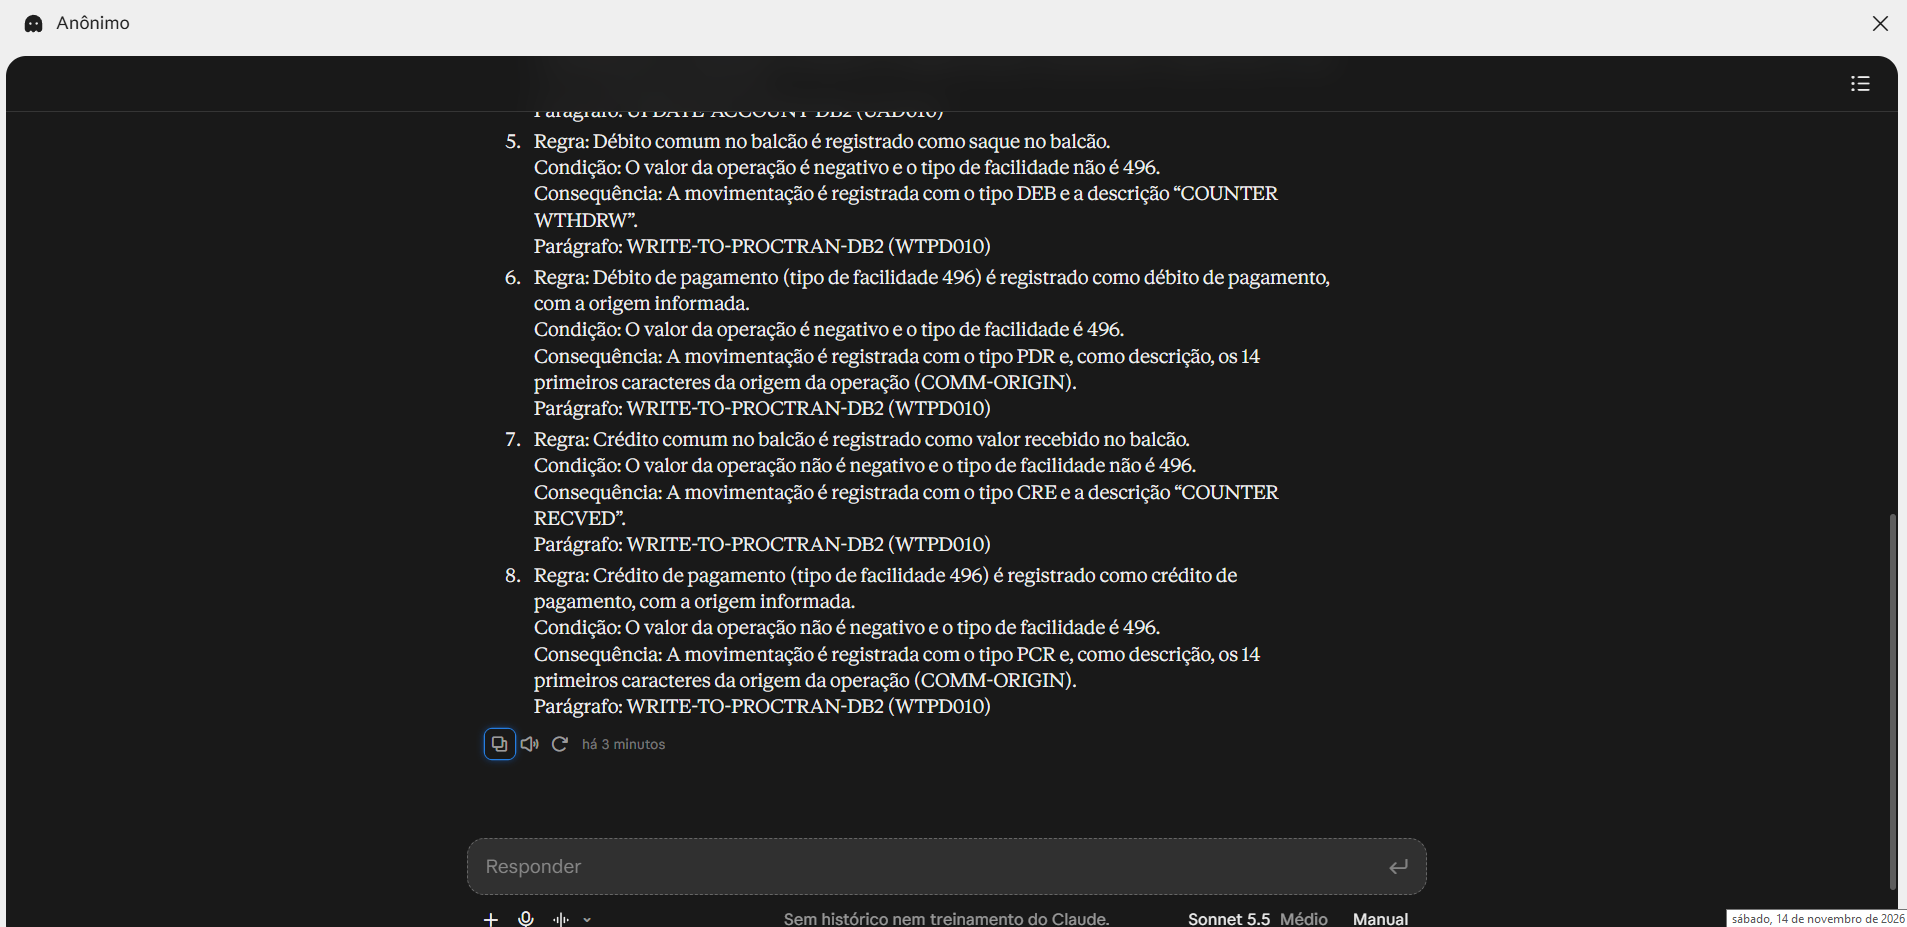 Anônimo
Parágrafo: UPDATE-ACCOUNT-DB2 (UAD010)
5. Regra: Débito comum no balcão é registrado como saque no balcão.
Condição: O valor da operação é negativo e o tipo de facilidade não é 496.
Consequência: A movimentação é registrada com o tipo DEB e a descrição “COUNTER
WTHDRW”.
Parágrafo: WRITE-TO-PROCTRAN-DB2 (WTPD010)
6. Regra: Débito de pagamento (tipo de facilidade 496) é registrado como débito de pagamento,
com a origem informada.
Condição: O valor da operação é negativo e o tipo de facilidade é 496.
Consequência: A movimentação é registrada com o tipo PDR e, como descrição, os 14
primeiros caracteres da origem da operação (COMM-ORIGIN).
Parágrafo: WRITE-TO-PROCTRAN-DB2 (WTPD010)
7. Regra: Crédito comum no balcão é registrado como valor recebido no balcão.
Condição: O valor da operação não é negativo e o tipo de facilidade não é 496.
Consequência: A movimentação é registrada com o tipo CRE e a descrição “COUNTER
RECVED”.
Parágrafo: WRITE-TO-PROCTRAN-DB2 (WTPD010)
8. Regra: Crédito de pagamento (tipo de facilidade 496) é registrado como crédito de
pagamento, com a origem informada.
Condição: O valor da operação não é negativo e o tipo de facilidade é 496.
Consequência: A movimentação é registrada com o tipo PCR e, como descrição, os 14
primeiros caracteres da origem da operação (COMM-ORIGIN).
Parágrafo: WRITE-TO-PROCTRAN-DB2 (WTPD010)
há 3 minutos
Responder
Sem histórico nem treinamento do Claude. Sonnet 5.5 Médio Manual
sábado, 14 de novembro de 2026